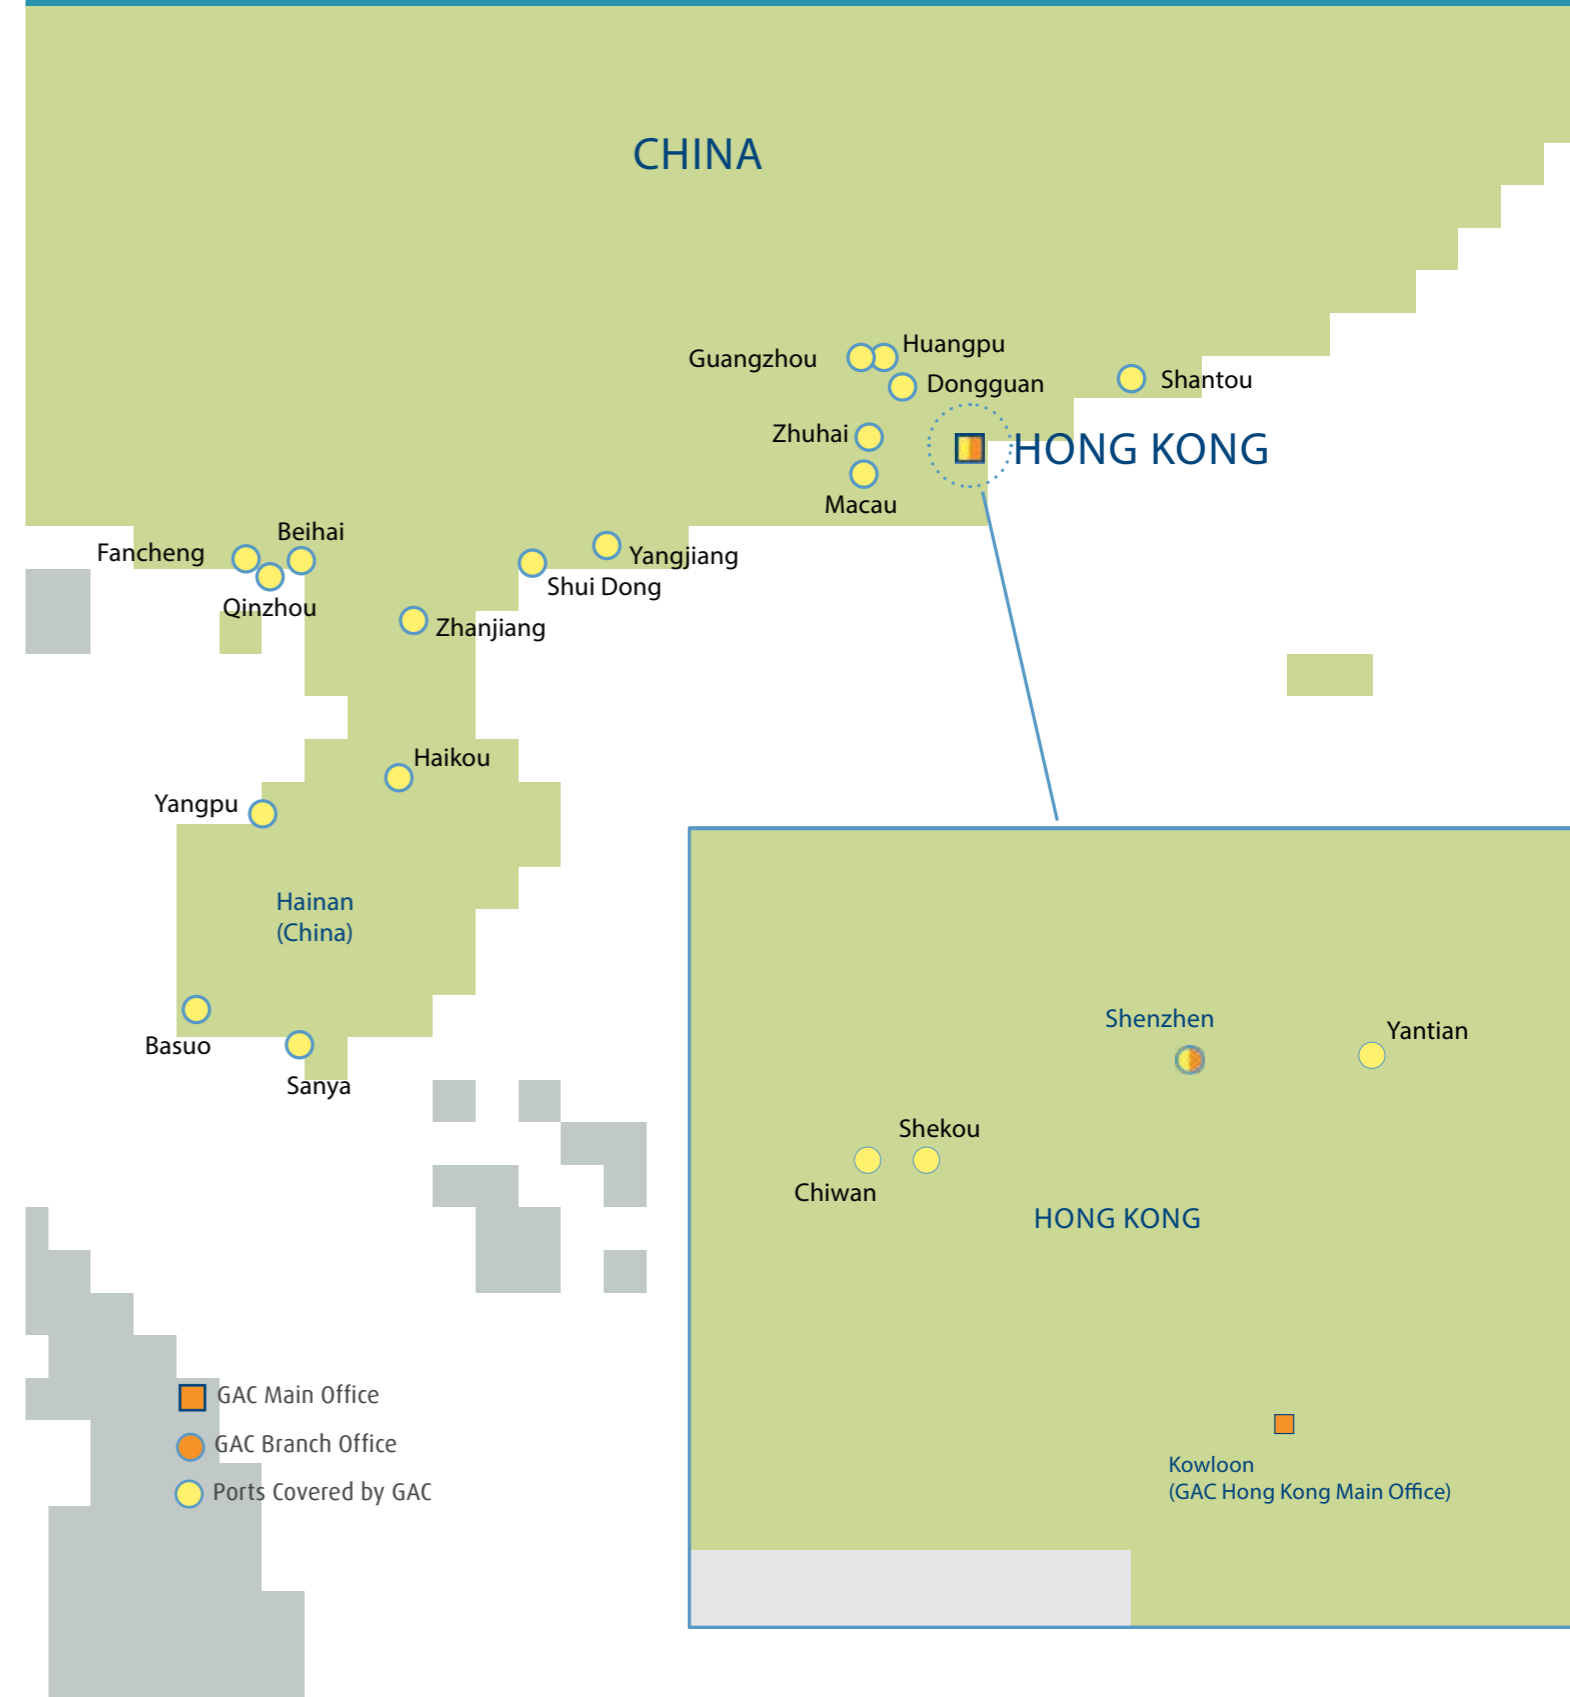 CHINA
Huangpu
Guangzhou
Dongguan
Shantou
Zhuhai
HONG KONG
Macau
Beihai
Fancheng
Yangjiang
Shui Dong
Qinzhou
Zhanjiang
Haikou
Yangpu
Hainan
(China)
Basuo
Sanya
Shenzhen
Yantian
Shekou
Chiwan
HONG KONG
Kowloon
(GAC Hong Kong Main Office)
GAC Main Office
GAC Branch Office
Ports Covered by GAC